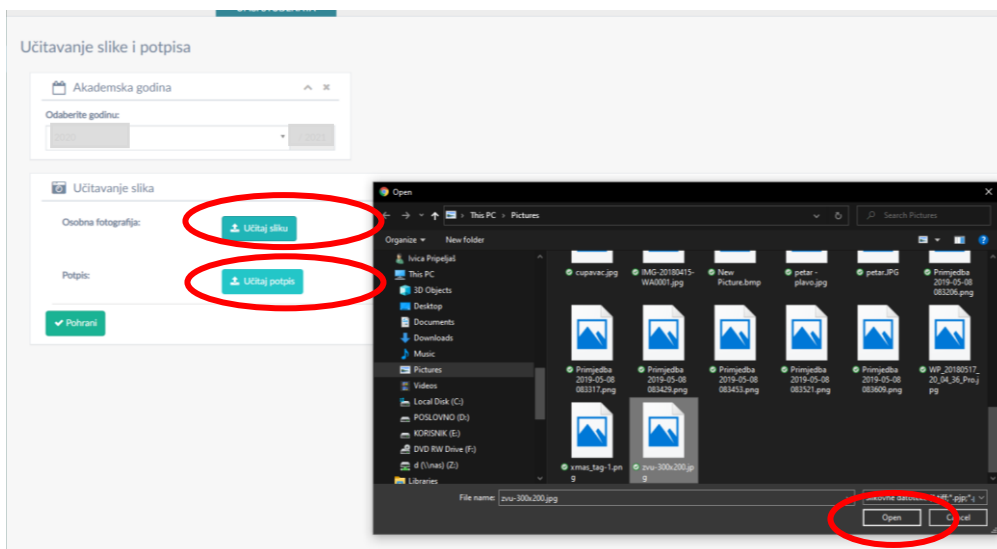 Učitavanje slike i potpisa
Akademska godina
Odaberite godinu:
Učitavanje slika
Osobna fotografija:
Učitaj sliku
Potpis:
Učitaj potpis
Pohrani
Open
This PC › Pictures
Search Pictures
Organize
New folder
Ivica Pripeljaš
This PC
3D Objects
Desktop
Documents
Downloads
Music
Pictures
Videos
Local Disk (C:)
POSLOVNO (D:)
KORISNIK (E:)
DVD RW Drive (F:)
d (\\nas) (Z:)
Libraries
cupavac.jpg
IMG-20180415-
WA0001.jpg
New
Picture.bmp
petar -
plavo.jpg
petar.JPG
Primjedba
2019-05-08
083206.png
Primjedba
2019-05-08
083317.png
Primjedba
2019-05-08
083429.png
Primjedba
2019-05-08
083453.png
Primjedba
2019-05-08
083521.png
Primjedba
2019-05-08
083609.png
WP_20180517_
20_04_36_Pro.j
pg
xmas_tag-1.pn
g
zvu-300x200.jp
g
File name:
zvu-300x200.jpg
Open
Cancel